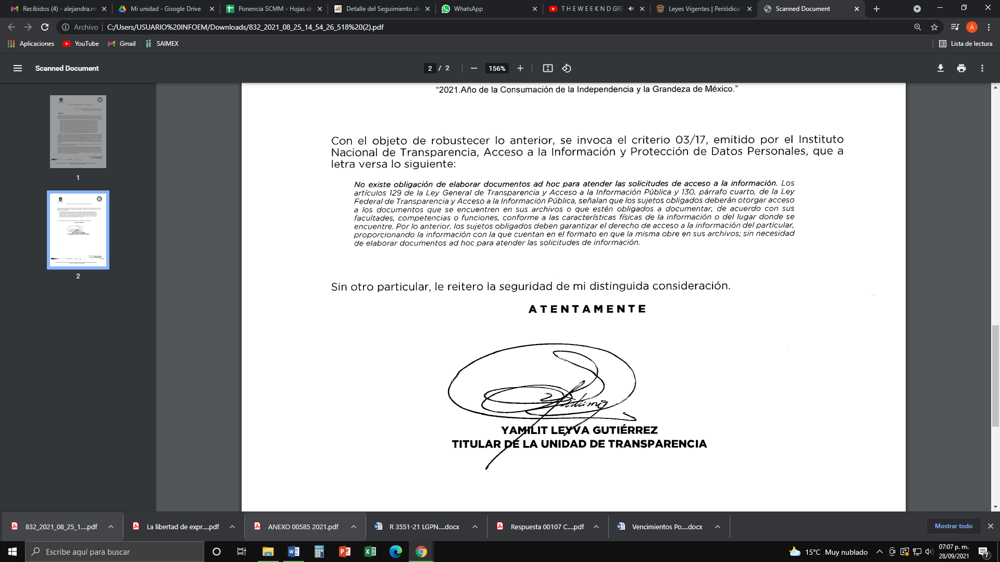 Recibidos (4) - alejandra.m
Mi unidad - Google Drive
Ponencia SCMM - Hojas de
Detalle del Seguimiento de
WhatsApp
T H E W E E K N D GRE
Leyes Vigentes | Periódico
Scanned Document
Archivo
C:/Users/USUARIO%20INFOEM/Downloads/832_2021_08_25_14_54_26_518%20(2).pdf
A
Aplicaciones
YouTube
Gmail
SAIMEX
Lista de lectura
Scanned Document
2 / 2
156%
1
2
“2021.Año de la Consumación de la Independencia y la Grandeza de México.”
Con el objeto de robustecer lo anterior, se invoca el criterio 03/17, emitido por el Instituto
Nacional de Transparencia, Acceso a la Información y Protección de Datos Personales, que a
letra versa lo siguiente:
No existe obligación de elaborar documentos ad hoc para atender las solicitudes de acceso a la información. Los
artículos 129 de la Ley General de Transparencia y Acceso a la Información Pública y 130, párrafo cuarto, de la Ley
Federal de Transparencia y Acceso a la Información Pública, señalan que los sujetos obligados deberán otorgar acceso
a los documentos que se encuentren en sus archivos o que estén obligados a documentar, de acuerdo con sus
facultades, competencias o funciones, conforme a las características físicas de la información o del lugar donde se
encuentre. Por lo anterior, los sujetos obligados deben garantizar el derecho de acceso a la información del particular,
proporcionando la información con la que cuentan en el formato en que la misma obre en sus archivos; sin necesidad
de elaborar documentos ad hoc para atender las solicitudes de información.
Sin otro particular, le reitero la seguridad de mi distinguida consideración.
A T E N T A M E N T E
YAMILIT LEYVA GUTIÉRREZ
TITULAR DE LA UNIDAD DE TRANSPARENCIA
832_2021_08_25_1....pdf
La libertad de expr....pdf
ANEXO 00585 2021.pdf
R 3551-21 LGPN....docx
Respuesta 00107 C....pdf
Vencimientos Po....docx
Mostrar todo
Escribe aquí para buscar
15°C Muy nublado
07:07 p. m.
28/09/2021
7